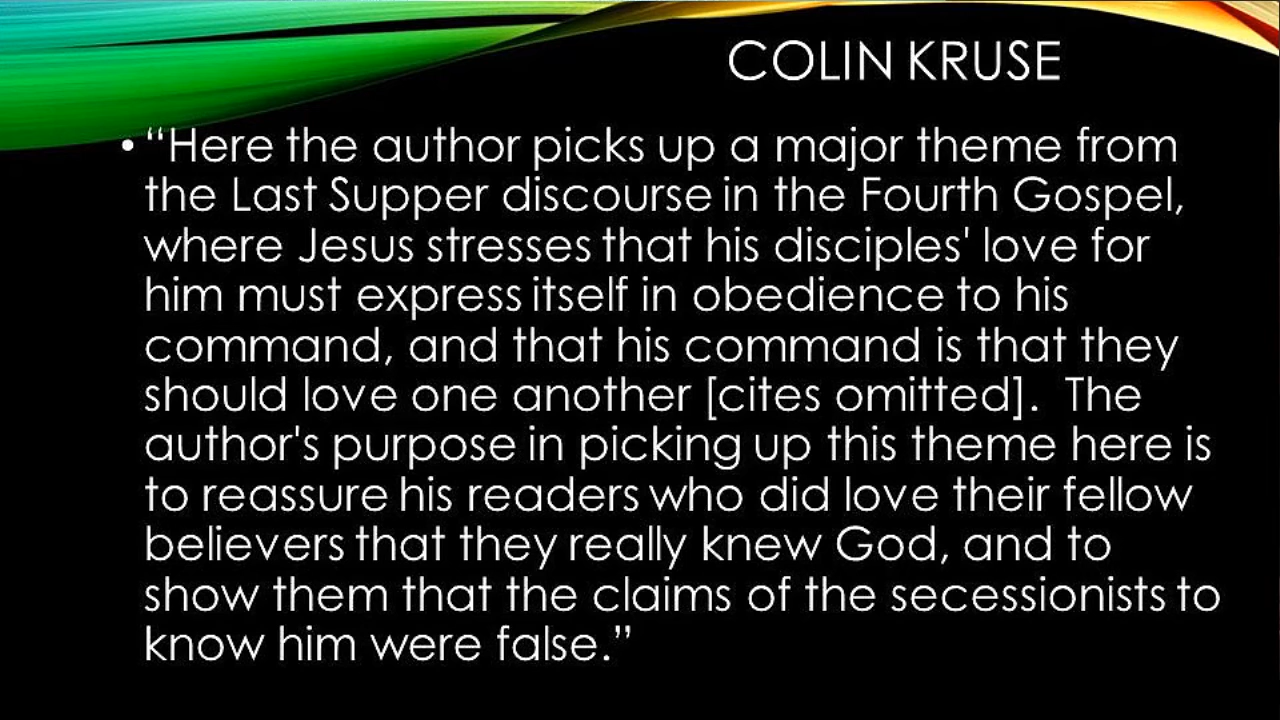 COLIN KRUSE
• “Here the author picks up a major theme from
the Last Supper discourse in the Fourth Gospel,
where Jesus stresses that his disciples' love for
him must express itself in obedience to his
command, and that his command is that they
should love one another [cites omitted].  The
author's purpose in picking up this theme here is
to reassure his readers who did love their fellow
believers that they really knew God, and to
show them that the claims of the secessionists to
know him were false.”